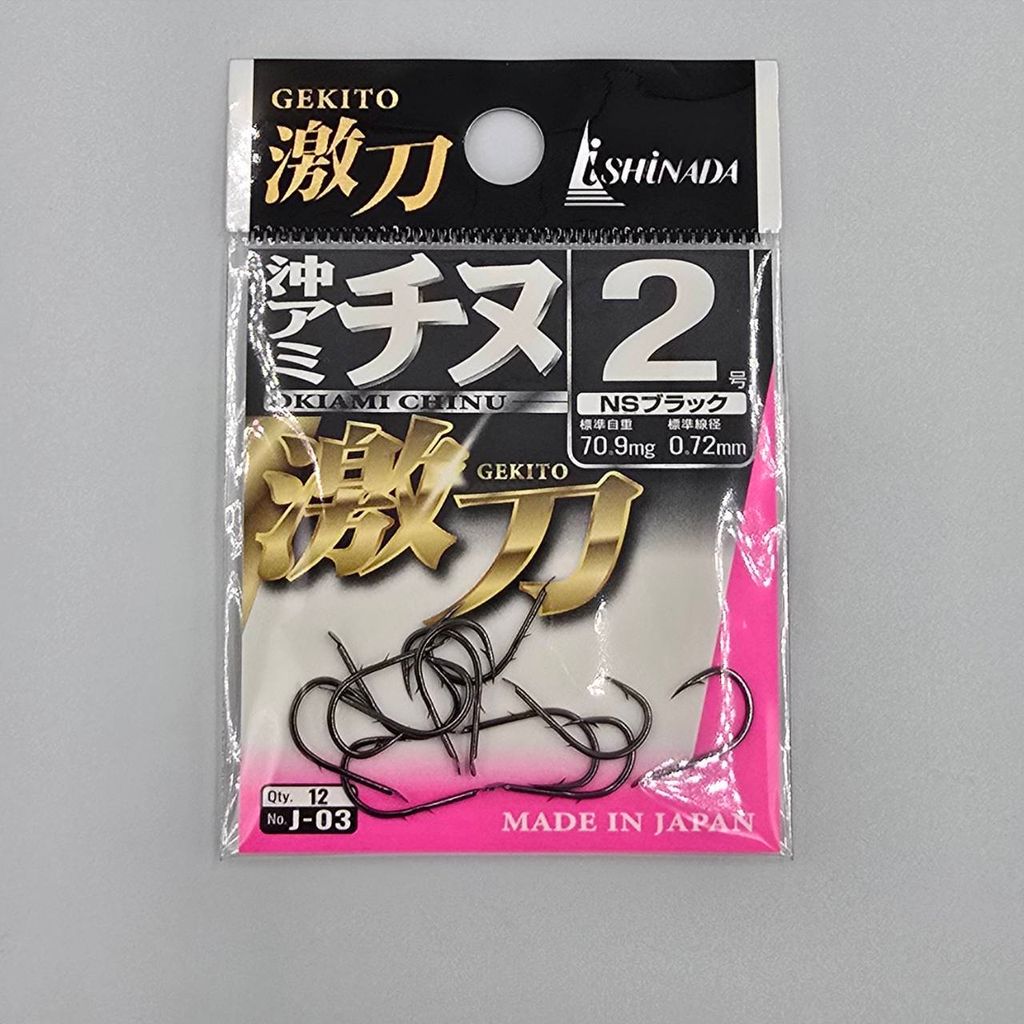 GEKITO
激刀
iSHiNADA
沖アミ
チヌ
OKIAMI CHINU
2号
NSブラック
標準自重 標準線径
70.9mg 0.72mm
激刀
GEKITO
Qty. 12
No. J-03
MADE IN JAPAN